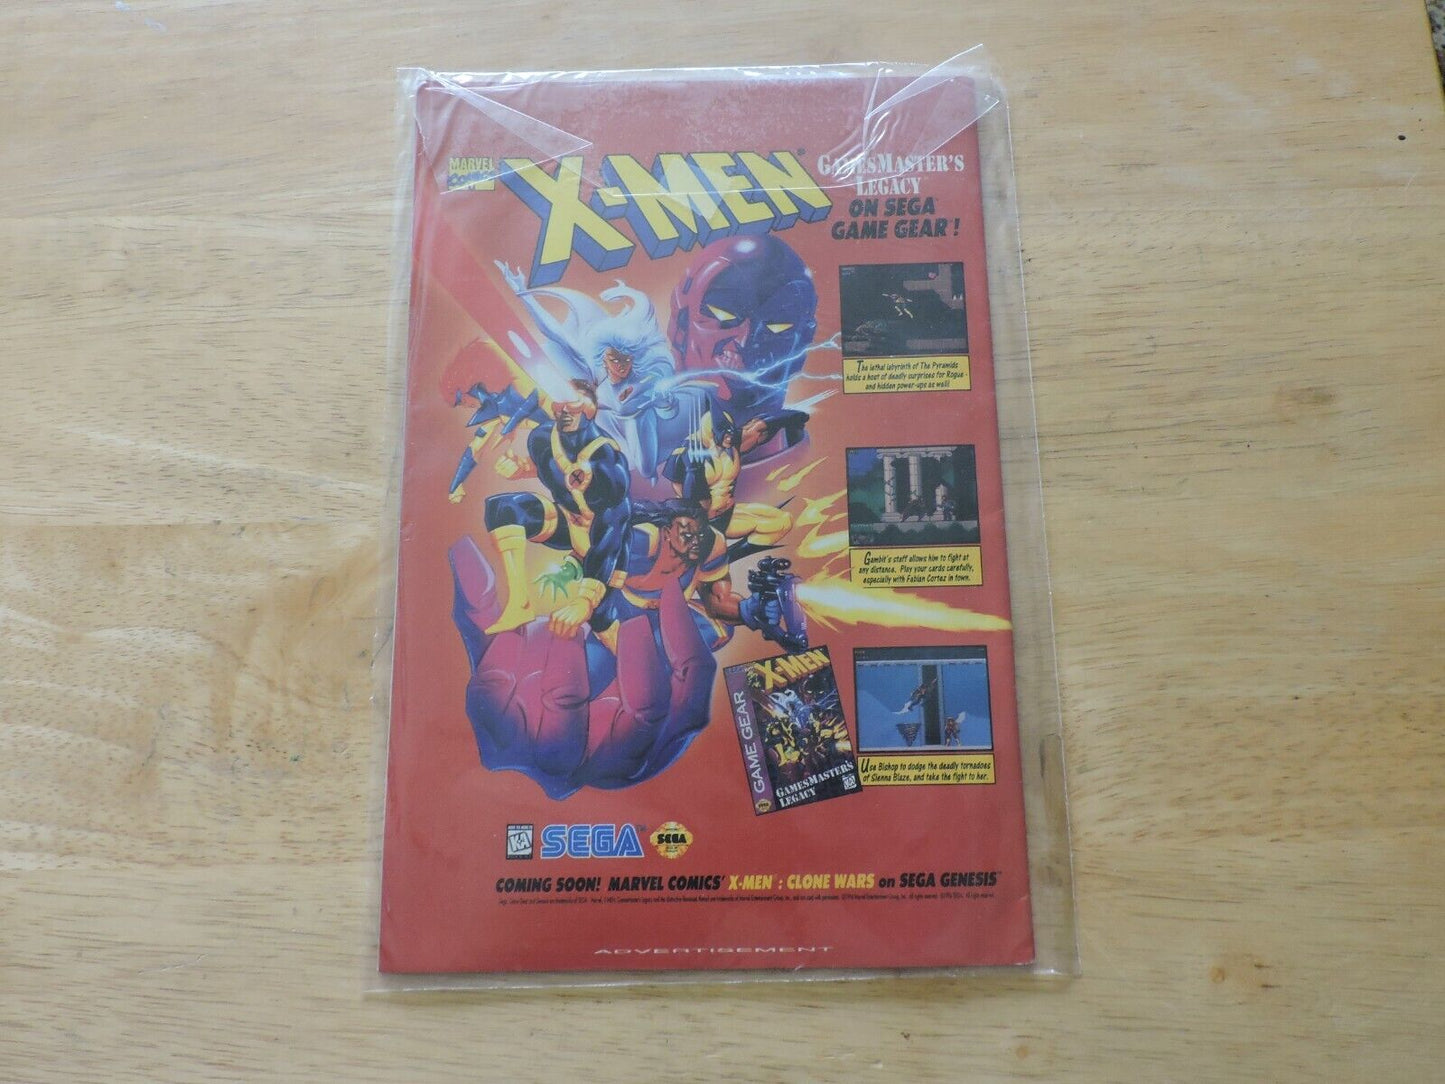 MARVEL
COMICS
X-MEN
GAMESMASTER'S
LEGACY
ON SEGA
GAME GEAR!
The lethal labyrinth of The Pyramids
holds a host of deadly surprises for Rogue -
and hidden power-ups as well!
Gambit's staff allows him to fight at
any distance. Play your cards carefully,
especially with Fabian Cortez in town.
X-MEN
GAME GEAR
GAMESMASTER'S
LEGACY
Use Bishop to dodge the deadly tornadoes
of Sienna Blaze, and take the fight to her.
K-A
SEGA™
SEGA
COMING SOON! MARVEL COMICS' X-MEN™: CLONE WARS on SEGA GENESIS™
ADVERTISEMENT